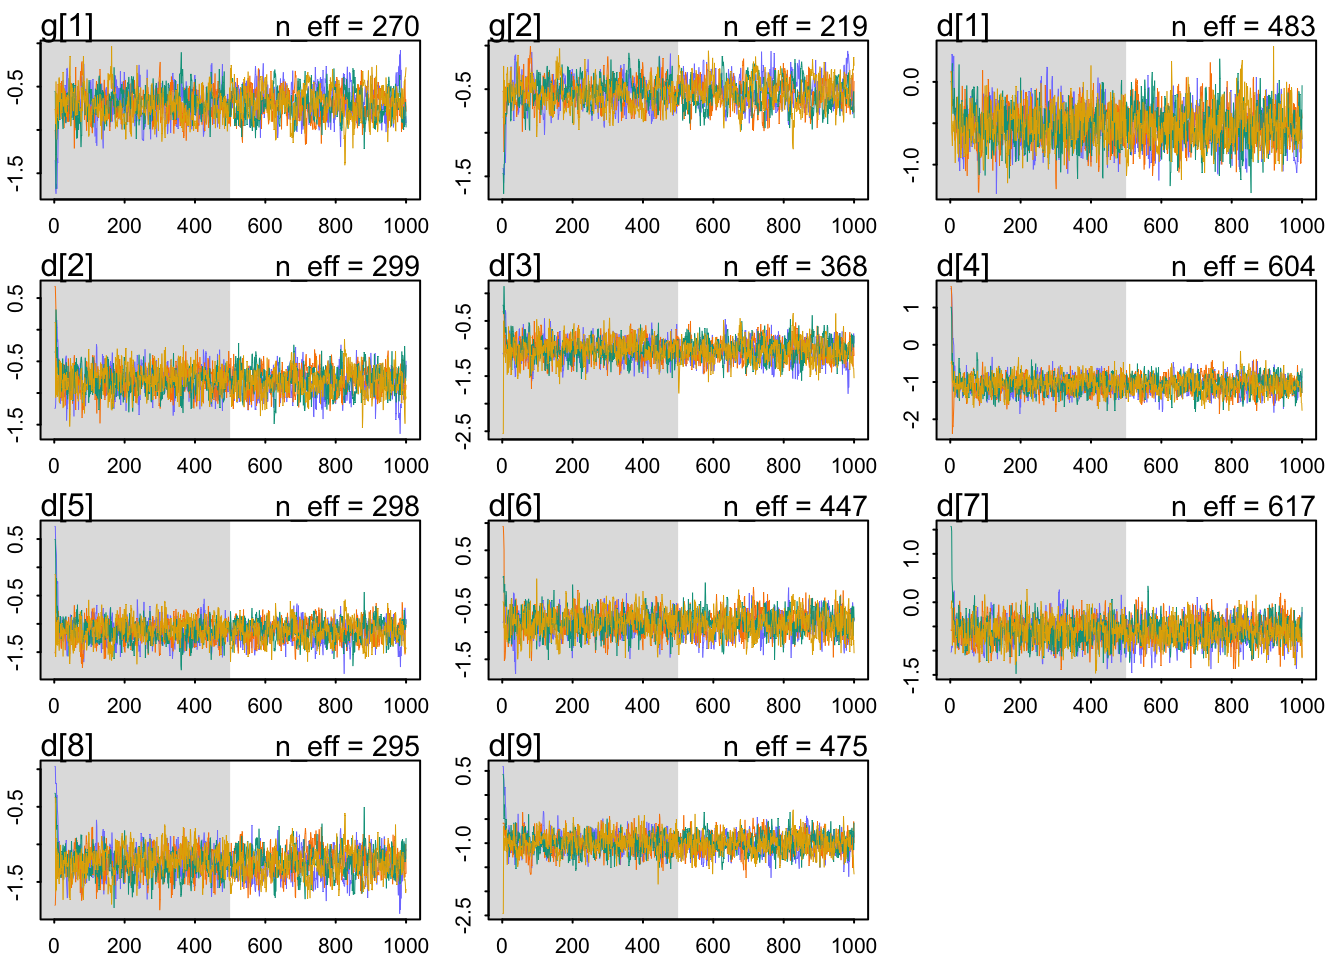 g[1] n_eff = 270 g[2] n_eff = 219 d[1] n_eff = 483
-0.5 -1.5 -0.5 -1.5 0.0 -1.0
0 200 400 600 800 1000 0 200 400 600 800 1000 0 200 400 600 800 1000
d[2] n_eff = 299 d[3] n_eff = 368 d[4] n_eff = 604
0.5 -0.5 -1.5 -0.5 -1.5 -2.5 1 0 -1 -2
0 200 400 600 800 1000 0 200 400 600 800 1000 0 200 400 600 800 1000
d[5] n_eff = 298 d[6] n_eff = 447 d[7] n_eff = 617
0.5 -0.5 -1.5 0.5 -0.5 -1.5 1.0 0.0 -1.5
0 200 400 600 800 1000 0 200 400 600 800 1000 0 200 400 600 800 1000
d[8] n_eff = 295 d[9] n_eff = 475
-0.5 -1.5 0.5 -1.0 -2.5
0 200 400 600 800 1000 0 200 400 600 800 1000